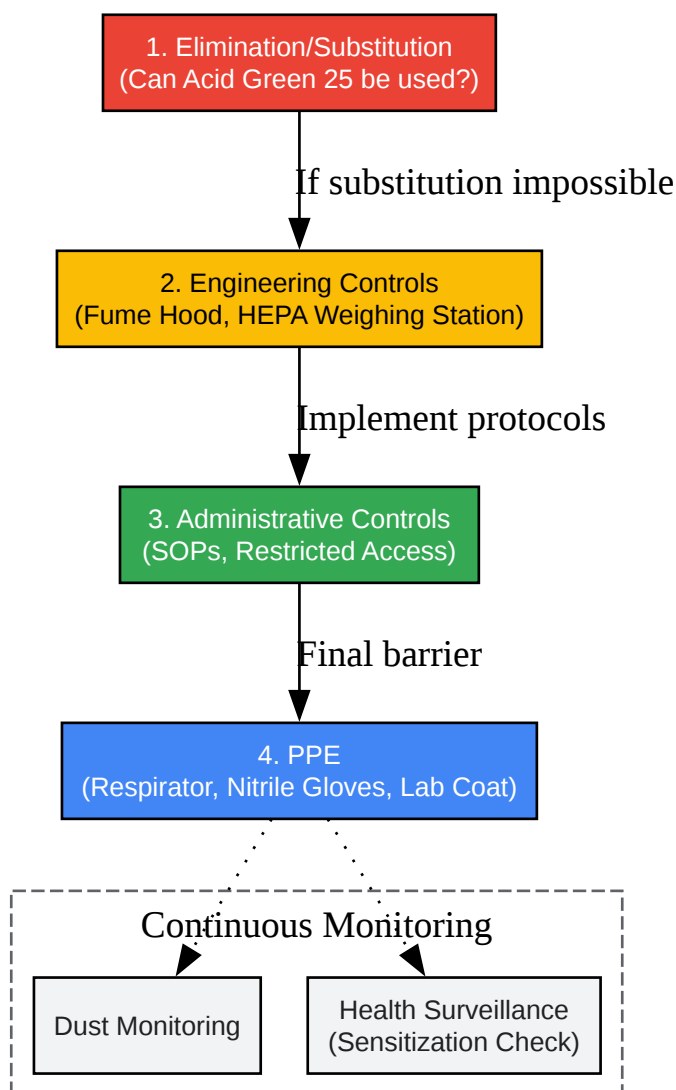 1. Elimination/Substitution
(Can Acid Green 25 be used?)
If substitution impossible
2. Engineering Controls
(Fume Hood, HEPA Weighing Station)
Implement protocols
3. Administrative Controls
(SOPs, Restricted Access)
Final barrier
4. PPE
(Respirator, Nitrile Gloves, Lab Coat)
Continuous Monitoring
Dust Monitoring
Health Surveillance
(Sensitization Check)